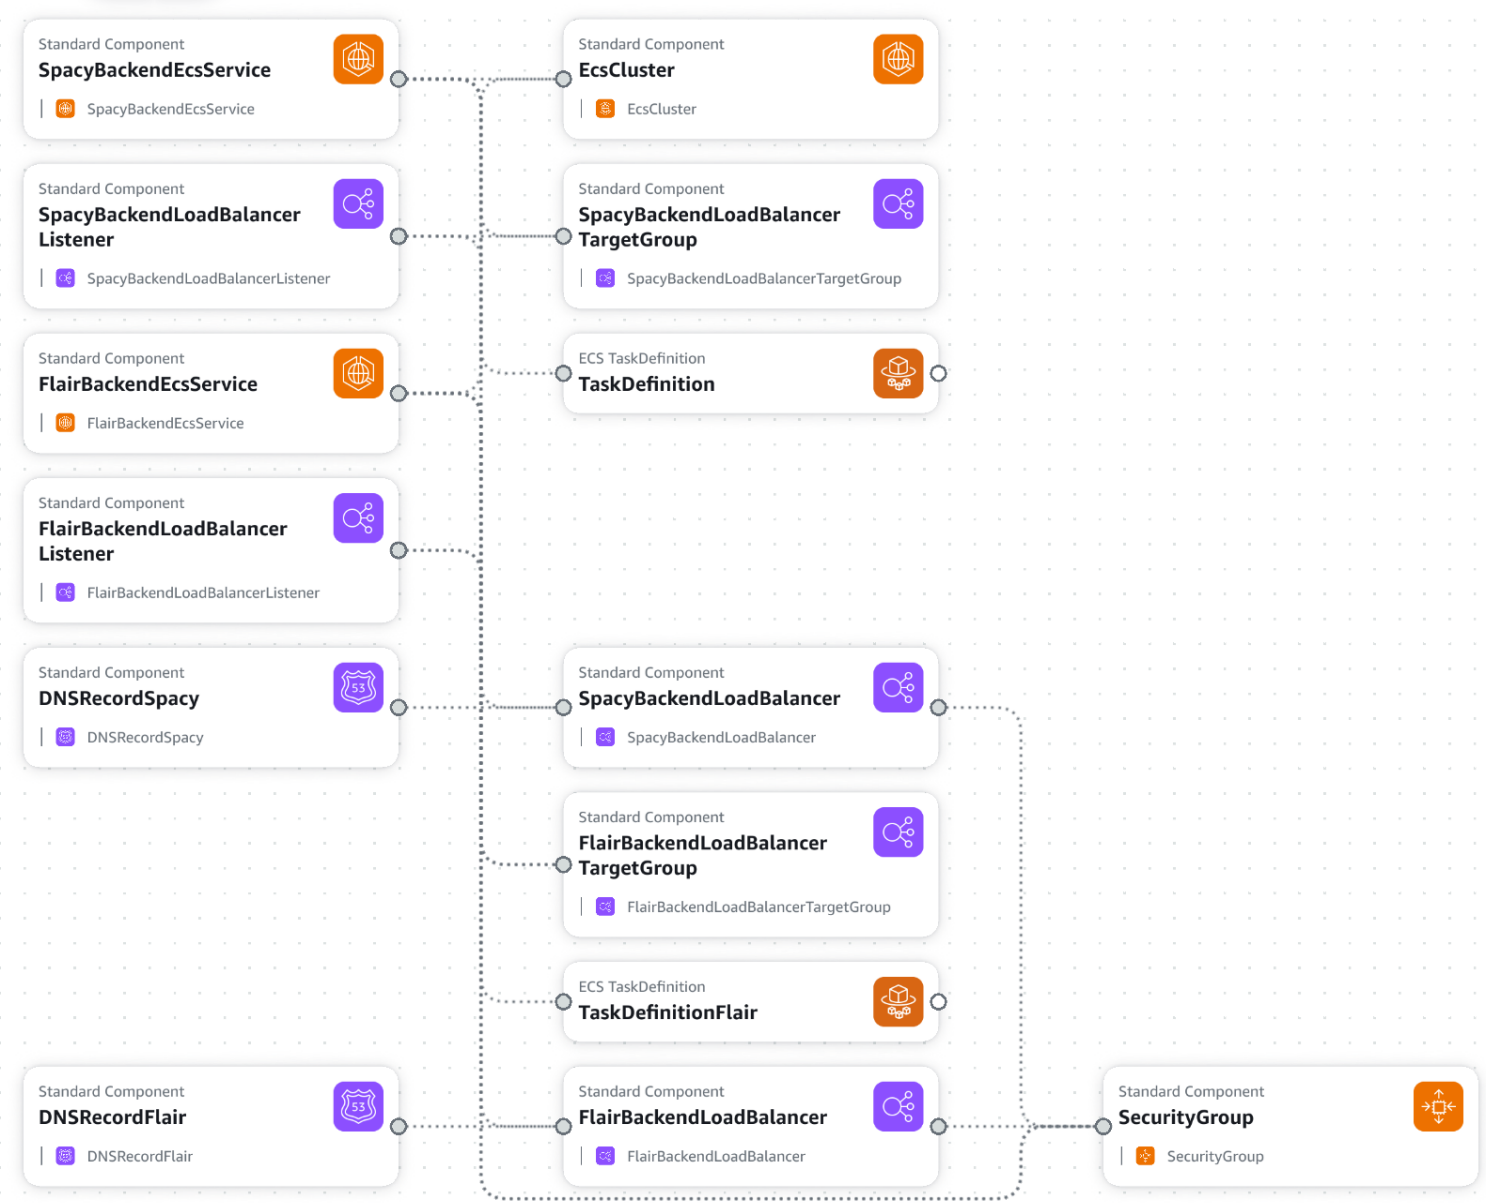 Standard Component
SpacyBackendEcsService
SpacyBackendEcsService
Standard Component
EcsCluster
EcsCluster
Standard Component
SpacyBackendLoadBalancer
Listener
SpacyBackendLoadBalancerListener
Standard Component
SpacyBackendLoadBalancer
TargetGroup
SpacyBackendLoadBalancerTargetGroup
Standard Component
FlairBackendEcsService
FlairBackendEcsService
ECS TaskDefinition
TaskDefinition
Standard Component
FlairBackendLoadBalancer
Listener
FlairBackendLoadBalancerListener
Standard Component
DNSRecordSpacy
53
DNSRecordSpacy
Standard Component
SpacyBackendLoadBalancer
SpacyBackendLoadBalancer
Standard Component
FlairBackendLoadBalancer
TargetGroup
FlairBackendLoadBalancerTargetGroup
ECS TaskDefinition
TaskDefinitionFlair
Standard Component
DNSRecordFlair
53
DNSRecordFlair
Standard Component
FlairBackendLoadBalancer
FlairBackendLoadBalancer
Standard Component
SecurityGroup
SecurityGroup